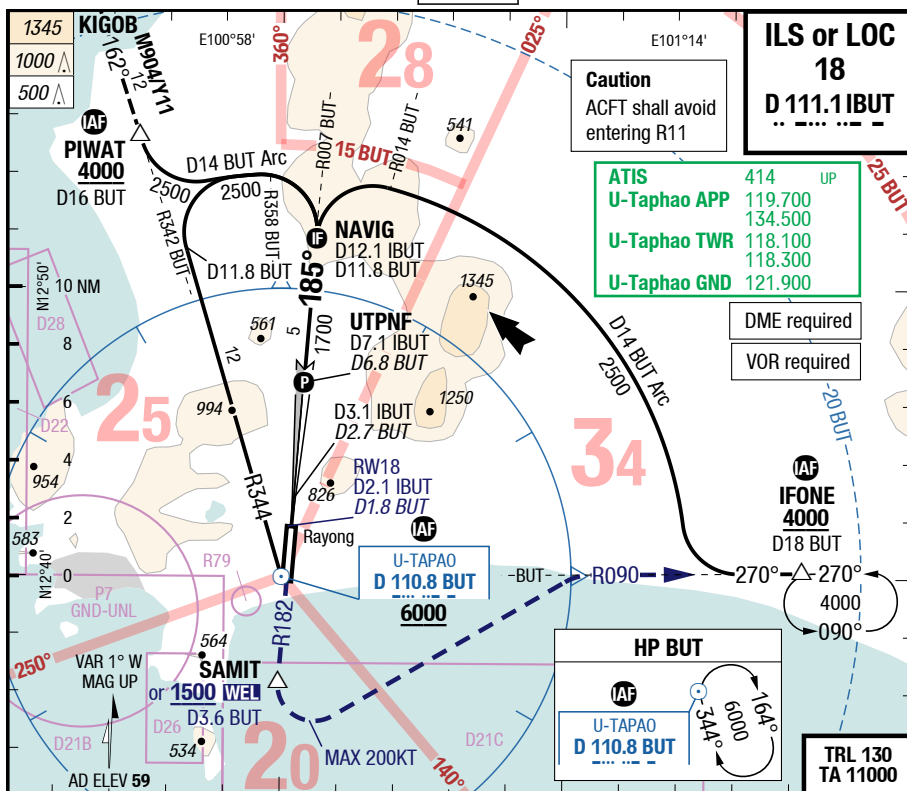 1345
1000
500
KIGOB
162°
M904/Y11
12
IAF
PIWAT
4000
D16 BUT
E100°58'
360°
28
025°
E101°14'
ILS or LOC
18
D 111.1 IBUT
Caution
ACFT shall avoid
entering R11
ATIS 414 UP
U-Taphao APP 119.700
134.500
U-Taphao TWR 118.100
118.300
U-Taphao GND 121.900
DME required
VOR required
25 BUT
541
15 BUT
R007 BUT
R014 BUT
D14 BUT Arc
2500
2500
R358 BUT
R342 BUT
D11.8 BUT
IF
NAVIG
D12.1 IBUT
D11.8 BUT
185°
5
1700
1345
D14 BUT Arc
2500
N12°50'
10 NM
8
6
4
2
0
N12°40'
D28
D22
25
561
12
994
UTPNF
D7.1 IBUT
D6.8 BUT
P
1250
D3.1 IBUT
D2.7 BUT
826
RW18
D2.1 IBUT
D1.8 BUT
34
20 BUT
954
583
R344
Rayong
IAF
U-TAPAO
D 110.8 BUT
6000
IAF
IFONE
4000
D18 BUT
BUT
R090
270°
270°
4000
090°
P7
GND-UNL
R79
R182
250°
VAR 1° W
MAG UP
564
SAMIT
or 1500 WEL
D3.6 BUT
D26
D21B
534
20
MAX 200KT
140°
D21C
AD ELEV 59
HP BUT
IAF
U-TAPAO
D 110.8 BUT
344°
6000
164°
TRL 130
TA 11000